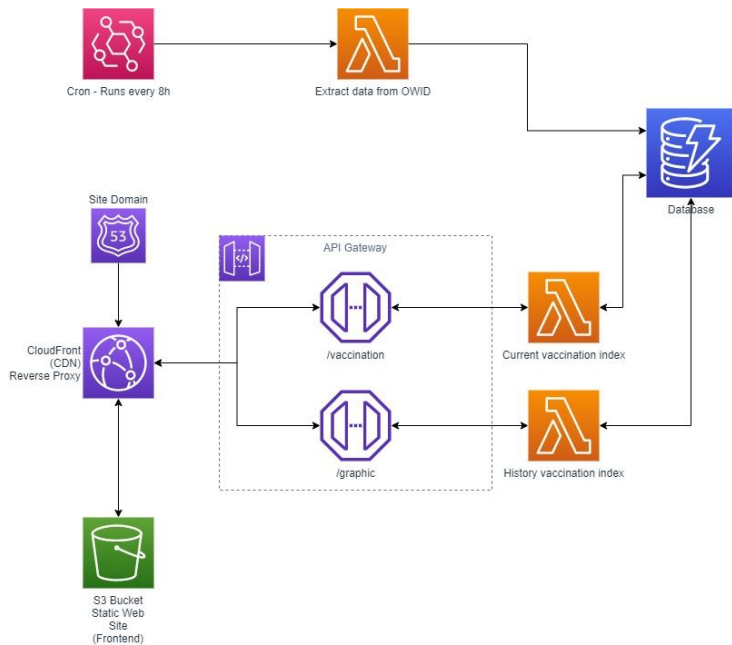 Cron - Runs every 8h
Extract data from OWID
Database
Site Domain
53
API Gateway
</>
CloudFront
(CDN)
Reverse Proxy
/vaccination
Current vaccination index
/graphic
History vaccination index
S3 Bucket
Static Web
Site
(Frontend)